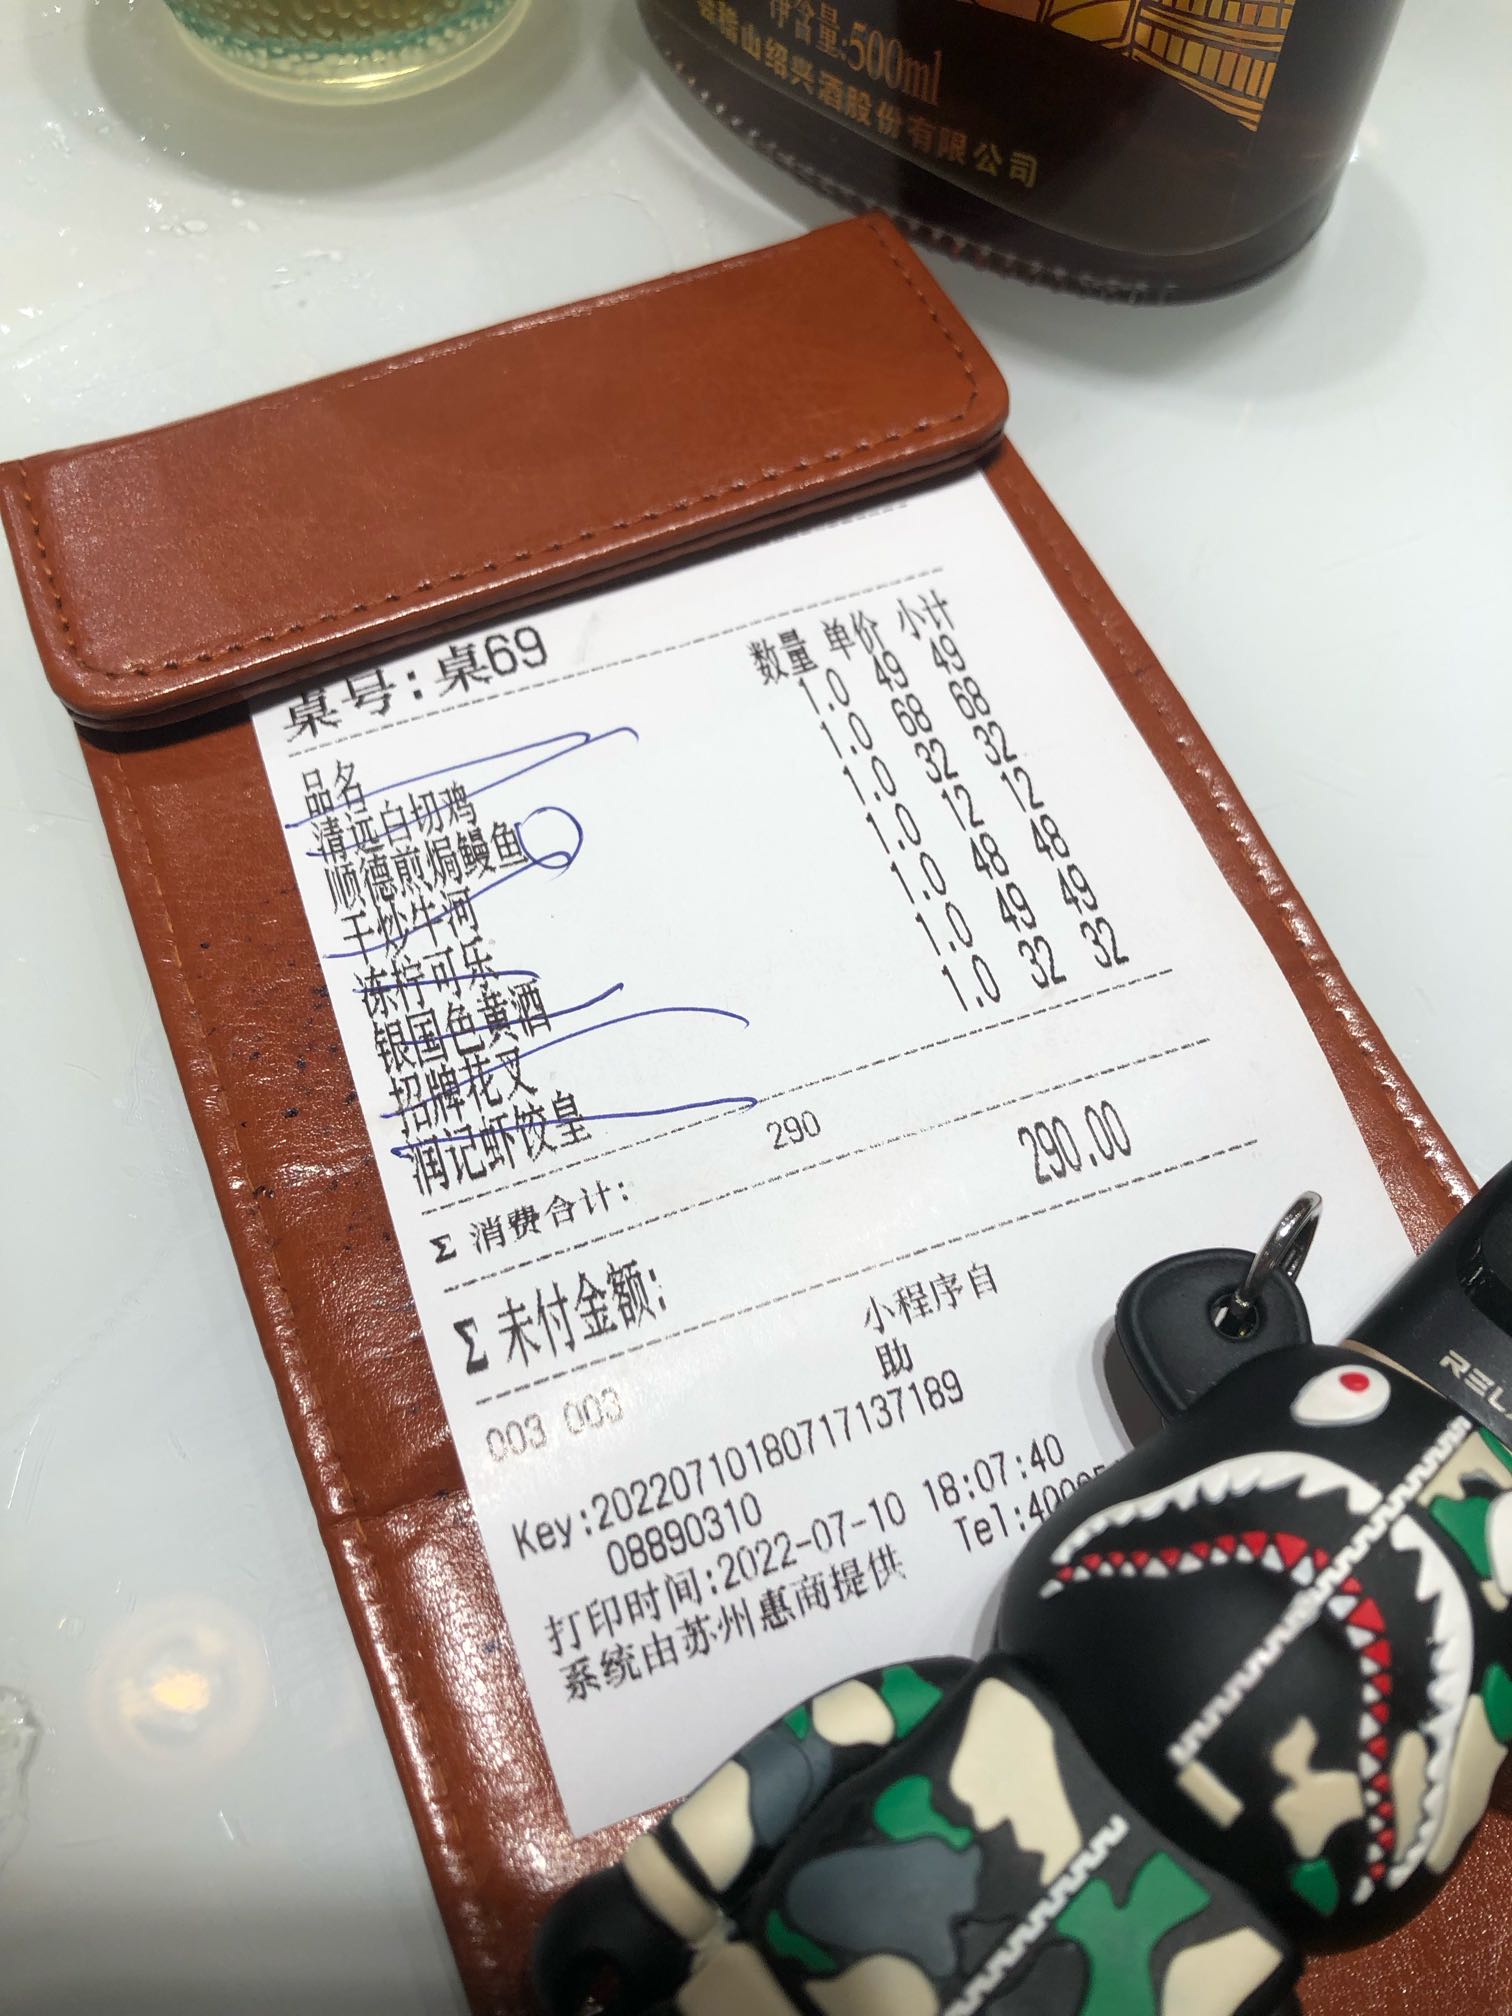 净含量:500ml
稽山绍兴酒股份有限公司
桌号:桌69
品名 数量 单价 小计
清远白切鸡 1.0 49 49
顺德煎焗鳗鱼 1.0 68 68
干炒牛河 1.0 32 32
冻柠可乐 1.0 12 12
银国色黄酒 1.0 48 48
招牌花叉 1.0 49 49
润记虾饺皇 1.0 32 32
Σ 消费合计: 290
Σ 未付金额: 290.00
003 003 小程序自
助
Key:20220710180717137189
08890310
打印时间:2022-07-10 18:07:40
系统由苏州惠商提供 Tel:400